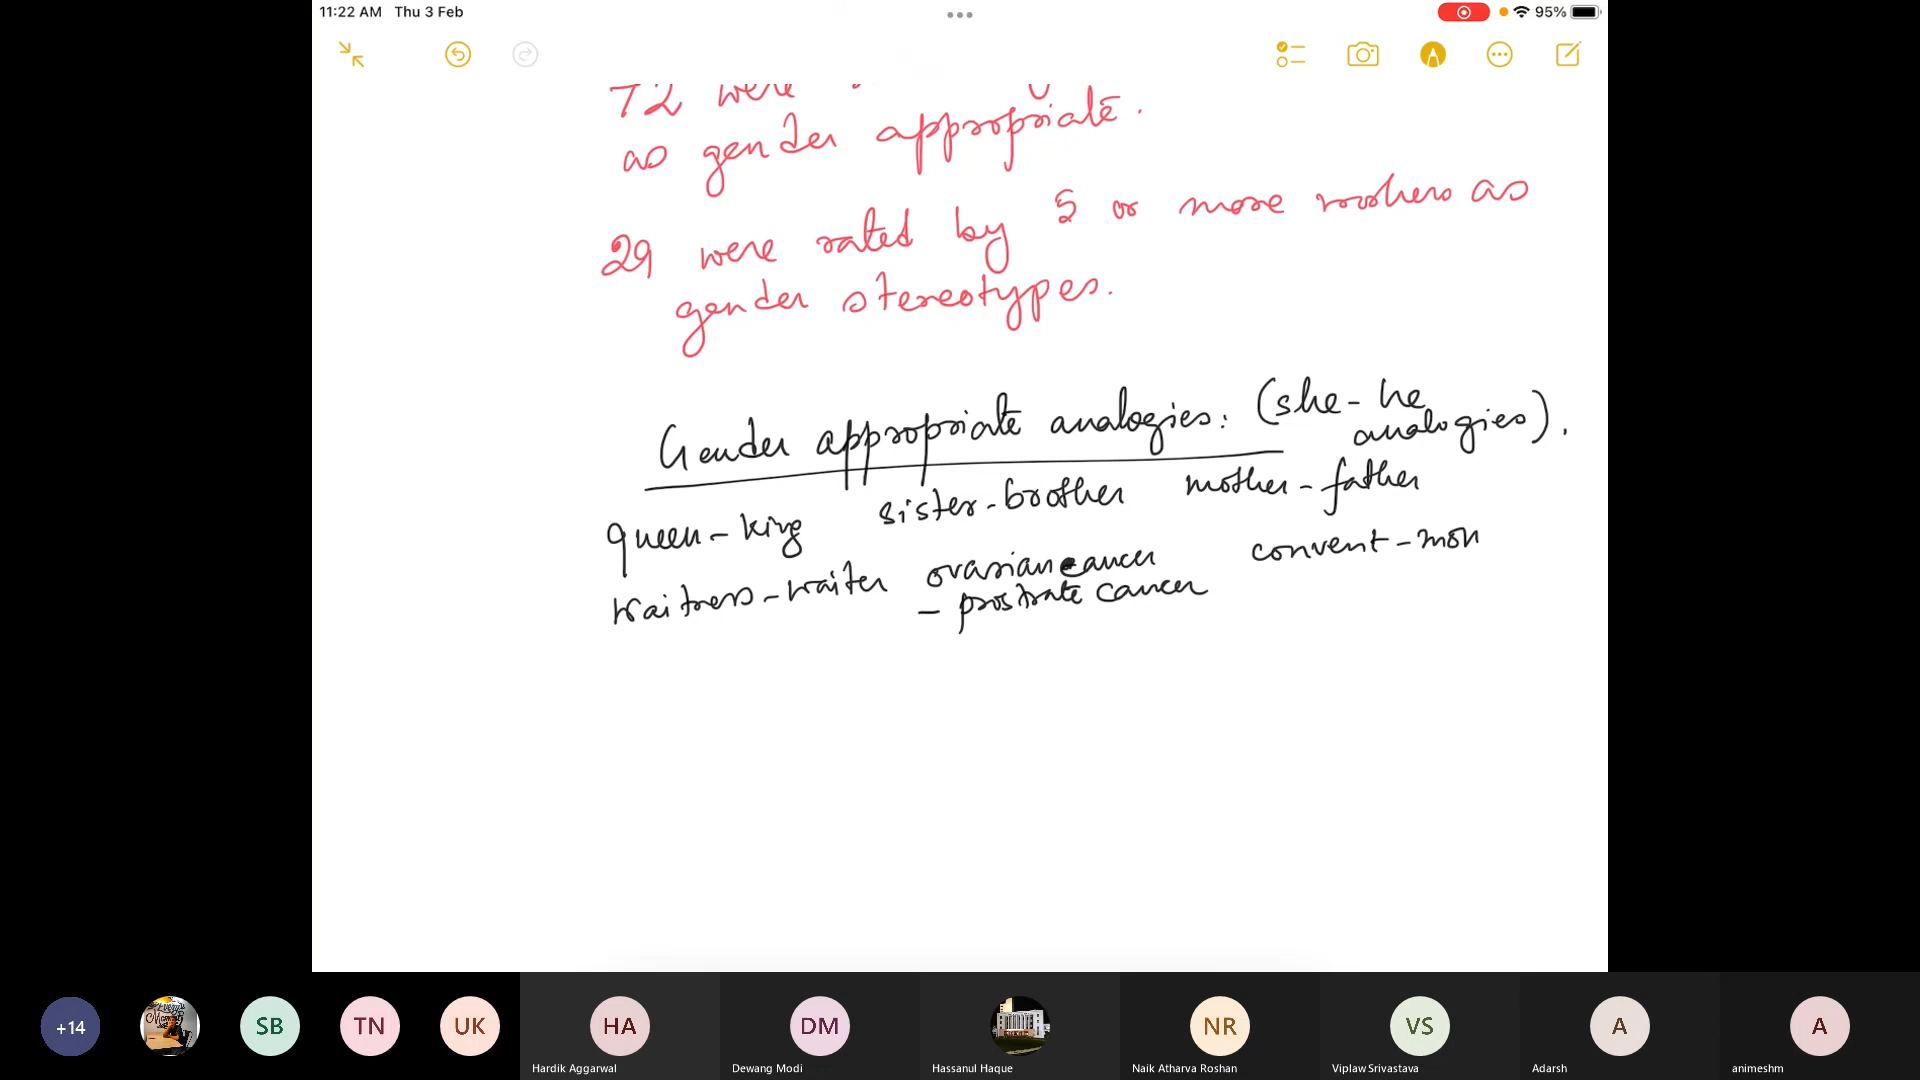 11:22 AM Thu 3 Feb
95%
72 were
as gender appropriate.
29 were rated by 5 or more workers as
gender stereotypes.
Gender appropriate analogies: (she-he
analogies).
queen-king sister-brother mother-father
waitress-waiter ovarian cancer convent-mon
- prostrate cancer
+14
SB
TN
UK
HA
DM
NR
VS
A
A
Hardik Aggarwal
Dewang Modi
Hassanul Haque
Naik Atharva Roshan
Viplaw Srivastava
Adarsh
animeshm